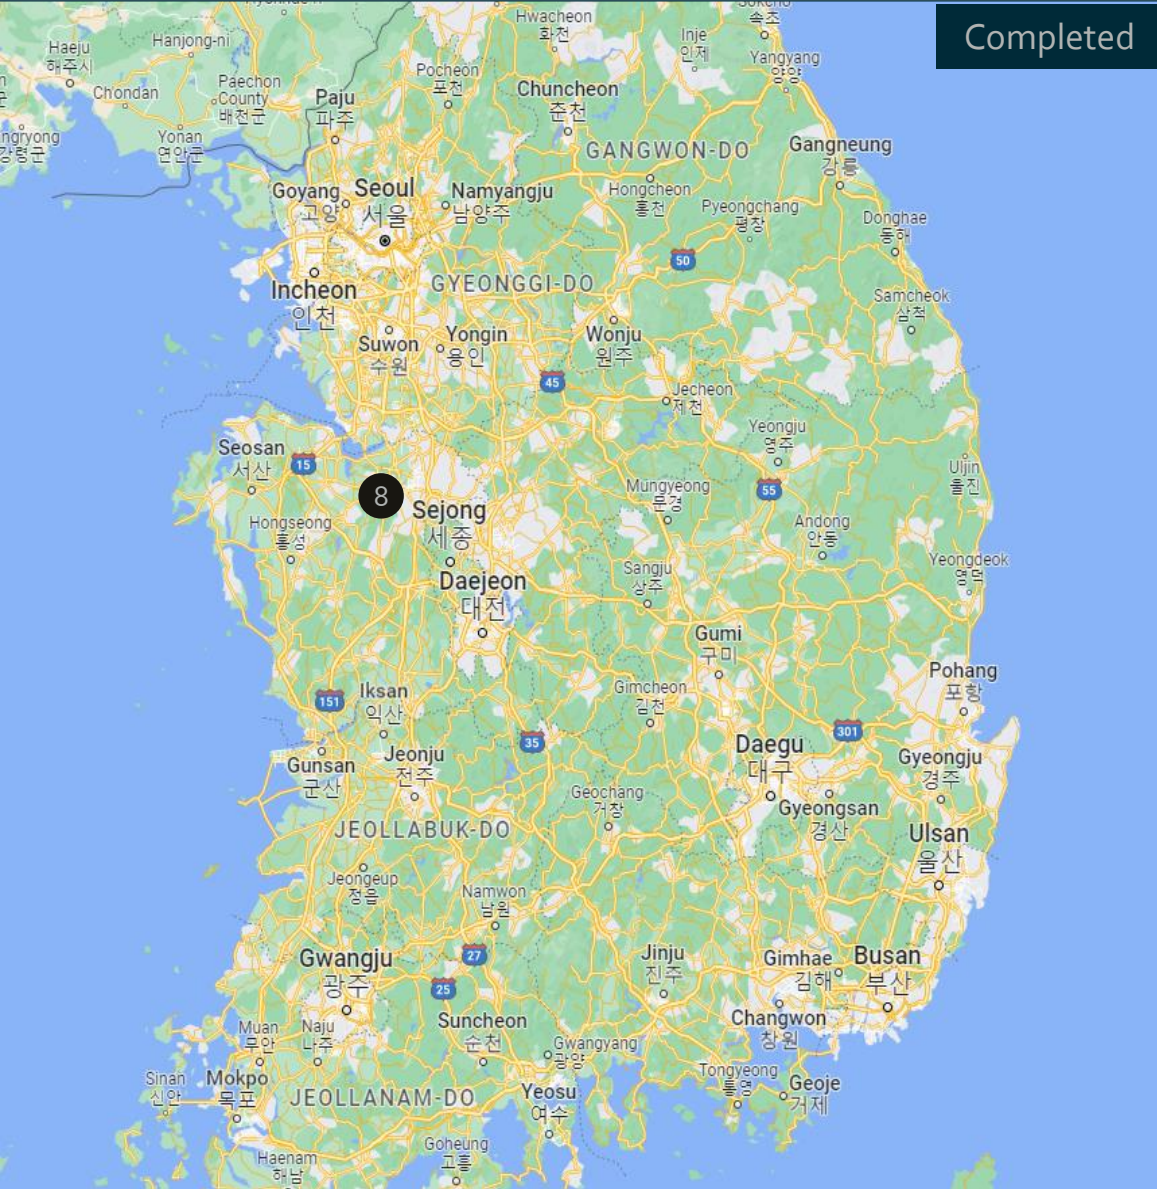 Completed
Sokcho
속초
Hwacheon
화천
Inje
인제
Yangyang
양양
Haeju
해주시
Hanjong-ni
Pocheon
포천
Chuncheon
춘천
Ch'ondan
Paechon
County
배천군
Paju
파주
Yonan
연안군
ngryong
강령군
GANGWON-DO
Gangneung
강릉
Goyang
고양
Seoul
서울
Namyangju
남양주
Hongcheon
홍천
Pyeongchang
평창
Donghae
동해
50
GYEONGGI-DO
Incheon
인천
Samcheok
삼척
Suwon
수원
Yongin
용인
Wonju
원주
45
Jecheon
제천
Yeongju
영주
Seosan
서산
15
8
Sejong
세종
Mungyeong
문경
55
Uljin
울진
Hongseong
홍성
Andong
안동
Daejeon
대전
Sangju
상주
Yeongdeok
영덕
Gumi
구미
Pohang
포항
151
Iksan
익산
Gimcheon
김천
35
301
Gunsan
군산
Jeonju
전주
Daegu
대구
Gyeongju
경주
Geochang
거창
Gyeongsan
경산
JEOLLABUK-DO
Ulsan
울산
Jeongeup
정읍
Namwon
남원
27
Gwangju
광주
25
Jinju
진주
Gimhae
김해
Busan
부산
Changwon
창원
Muan
무안
Naju
나주
Suncheon
순천
Gwangyang
광양
Sinan
신안
Mokpo
목포
JEOLLANAM-DO
Yeosu
여수
Tongyeong
통영
Geoje
거제
Goheung
고흥
Haenam
해남